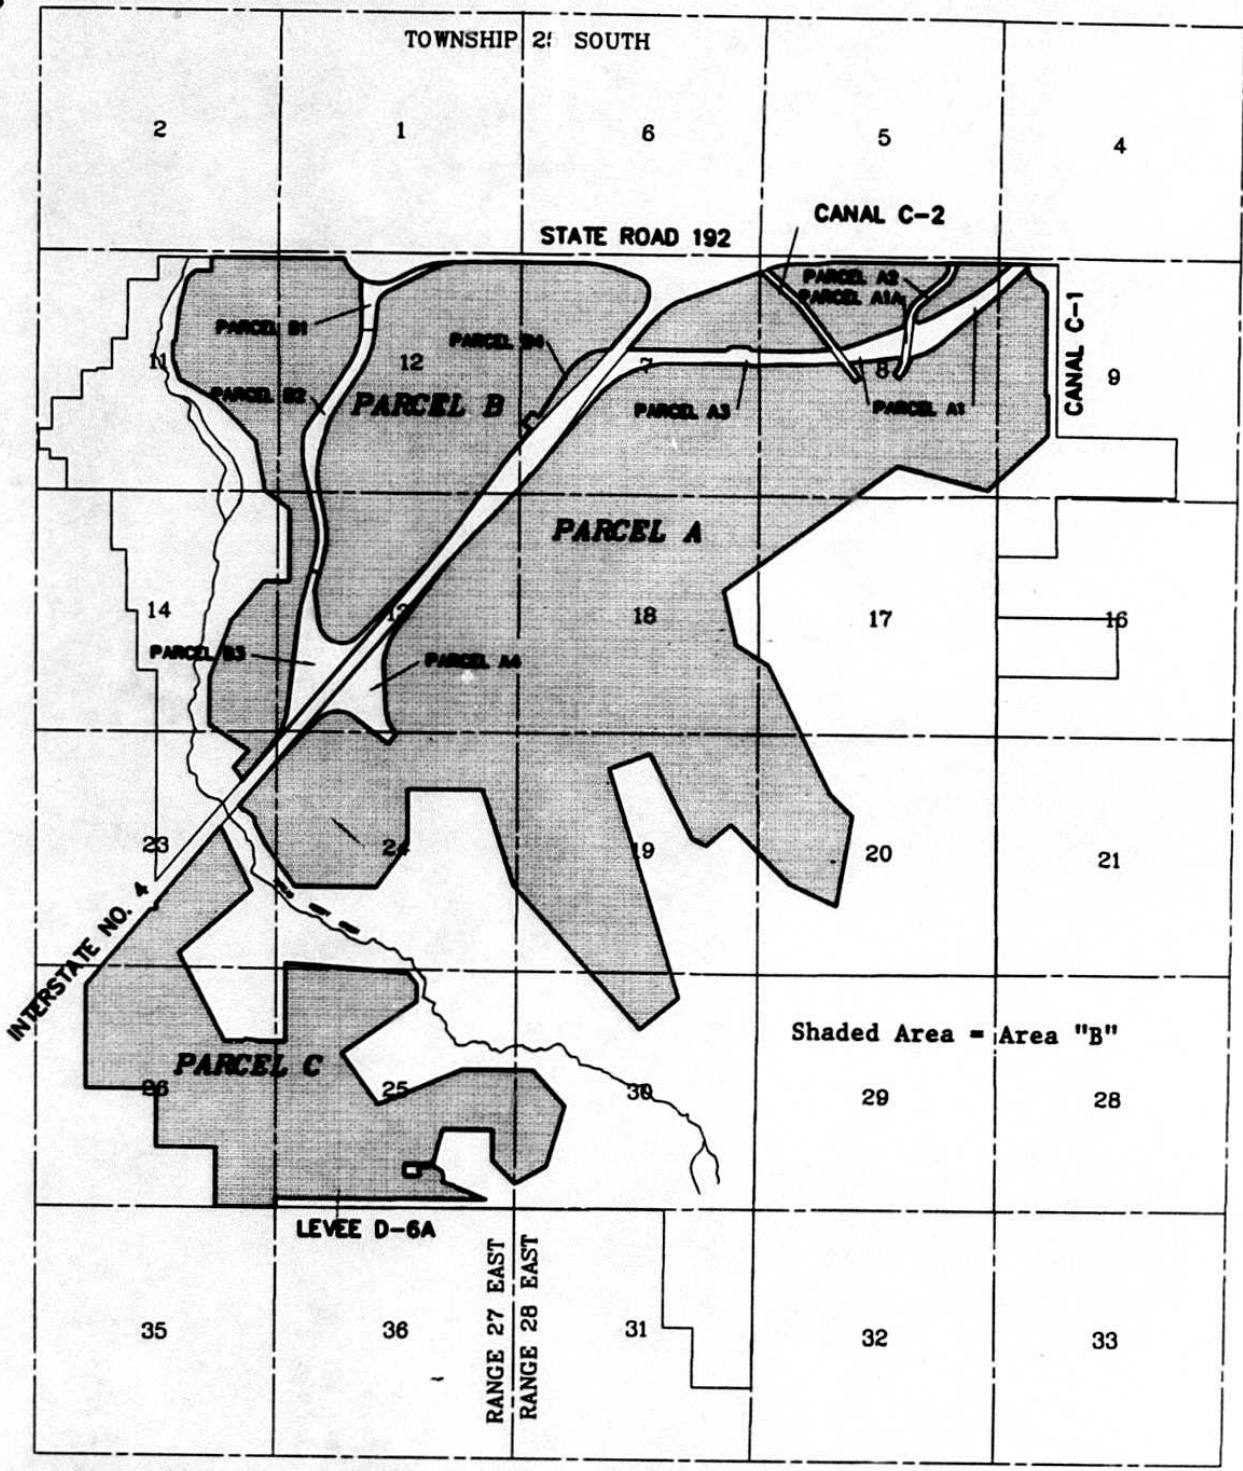 TOWNSHIP 25 SOUTH
2
1
6
5
4
CANAL C-2
STATE ROAD 192
PARCEL A2
PARCEL A1A
PARCEL B1
CANAL C-1
11
12
PARCEL B4
7
8
9
PARCEL B2
PARCEL B
PARCEL A3
PARCEL A1
PARCEL A
14
13
18
17
16
PARCEL B3
PARCEL A4
23
24
19
20
21
INTERSTATE NO. 4
Shaded Area = Area "B"
PARCEL C
26
25
30
29
28
LEVEE D-6A
RANGE 27 EAST
RANGE 28 EAST
35
36
31
32
33